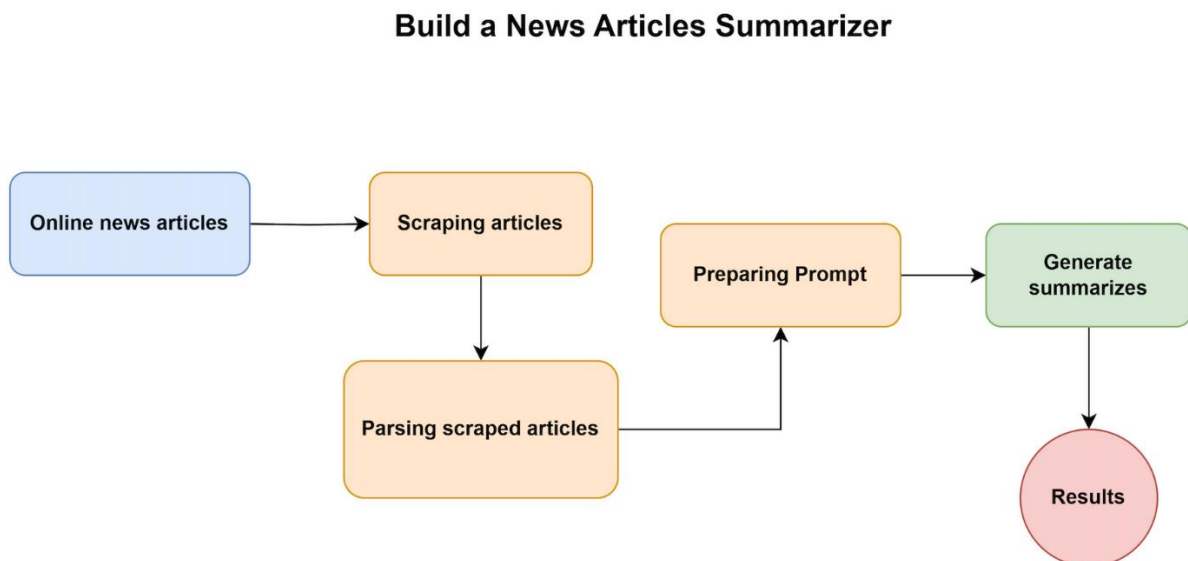 Build a News Articles Summarizer
Online news articles
Scraping articles
Parsing scraped articles
Preparing Prompt
Generate
summarizes
Results